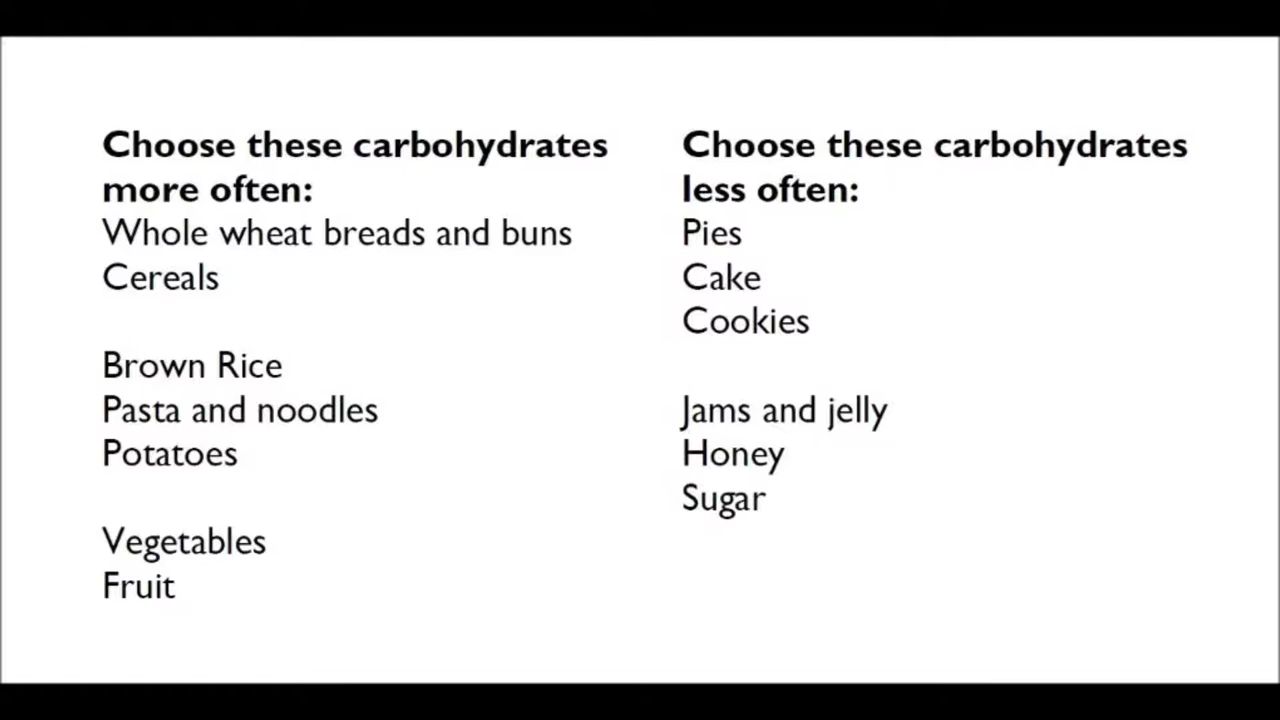 Choose these carbohydrates
more often:
Whole wheat breads and buns
Cereals
Brown Rice
Pasta and noodles
Potatoes
Vegetables
Fruit
Choose these carbohydrates
less often:
Pies
Cake
Cookies
Jams and jelly
Honey
Sugar